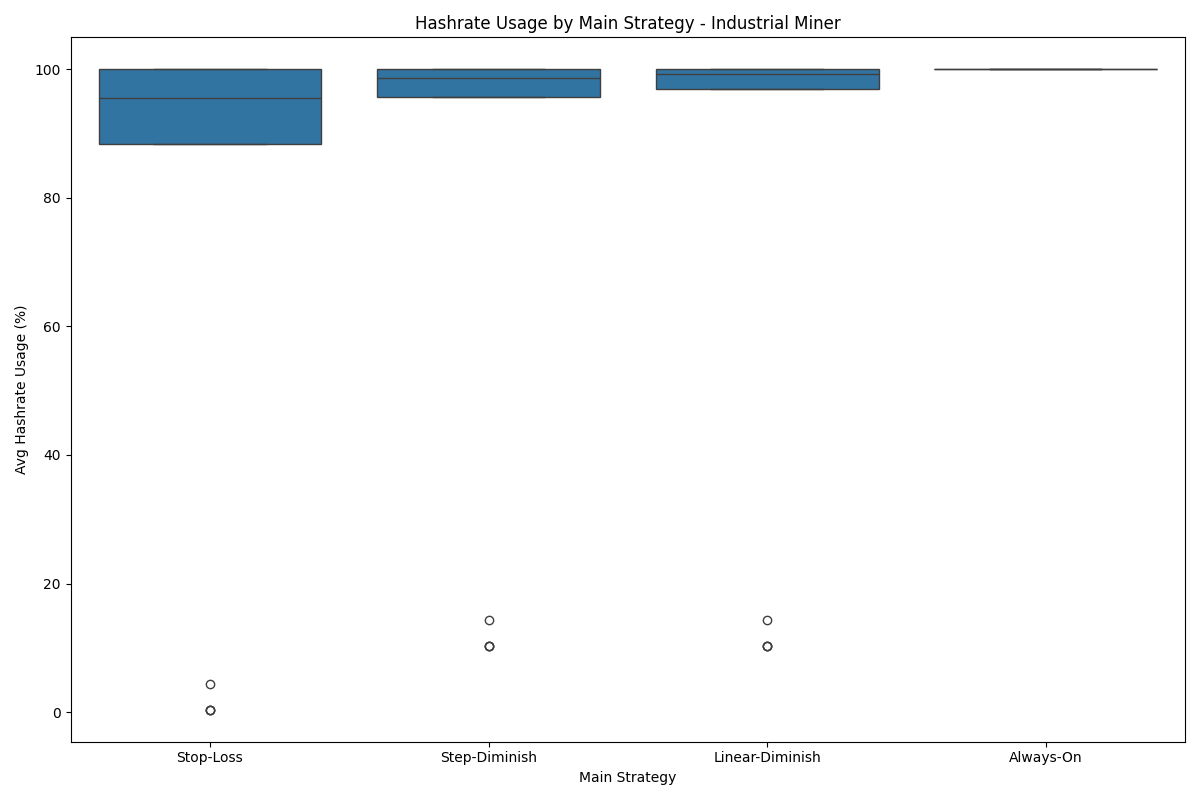 Hashrate Usage by Main Strategy - Industrial Miner
Avg Hashrate Usage (%)
100
80
60
40
20
0
Stop-Loss
Step-Diminish
Linear-Diminish
Always-On
Main Strategy